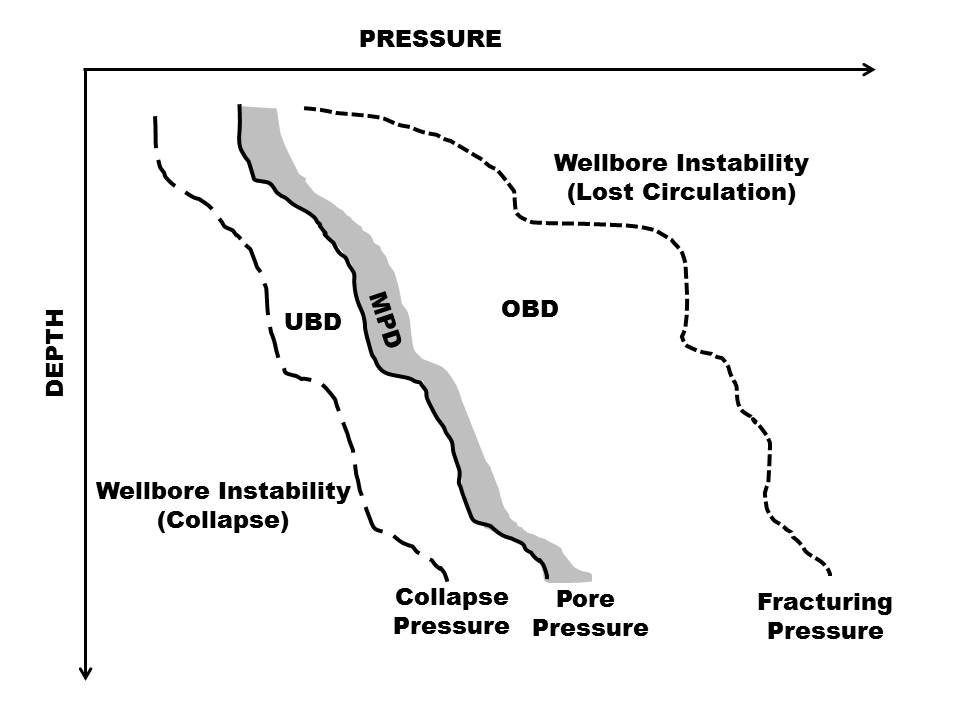 PRESSURE
Wellbore Instability
(Lost Circulation)
DEPTH
UBD
MPD
OBD
Wellbore Instability
(Collapse)
Collapse
Pressure
Pore
Pressure
Fracturing
Pressure